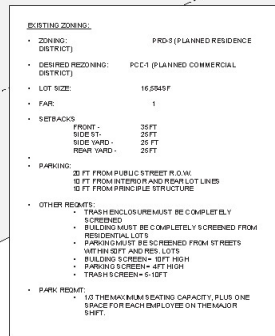 EXISTING ZONING:
• ZONING: PRD-3 (PLANNED RESIDENCE
DISTRICT)
• DESIRED REZONING: PCD-1 (PLANNED COMMERCIAL
DISTRICT)
• LOT SIZE: 16,584SF
• FAR: 1
• SETBACKS
FRONT - 35FT
SIDE ST- 25FT
SIDE YARD - 25 FT
REAR YARD - 25FT
•
• PARKING:
20 FT FROM PUBLIC STREET R.O.W.
10 FT FROM INTERIOR AND REAR LOT LINES
10 FT FROM PRINCIPLE STRUCTURE
• OTHER REQMTS:
• TRASH ENCLOSURE MUST BE COMPLETELY
SCREENED
• BUILDING MUST BE COMPLETELY SCREENED FROM
RESIDENTIAL LOTS
• PARKING MUST BE SCREENED FROM STREETS
WITHIN 50FT AND RES. LOTS
• BUILDING SCREEN= 10FT HIGH
• PARKING SCREEN= 4FT HIGH
• TRASH SCREEN= 5-10FT
• PARK REQMT:
• 1/3 THE MAXIMUM SEATING CAPACITY, PLUS ONE
SPACE FOR EACH EMPLOYEE ON THE MAJOR
SHIFT.